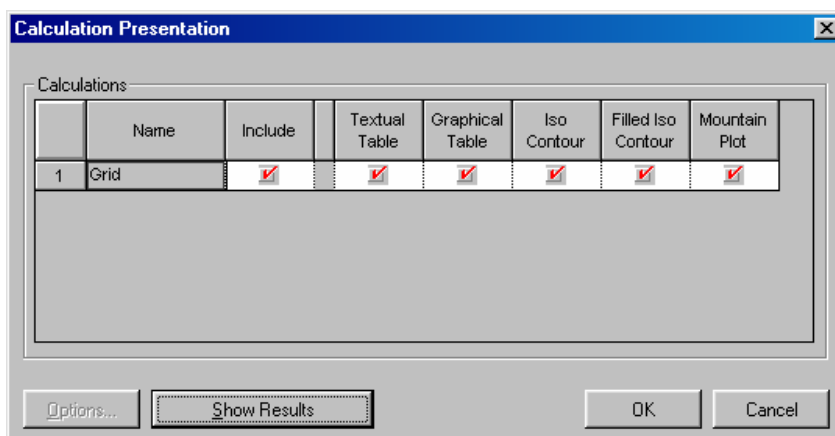 Calculation Presentation
Calculations
Name Include Textual Table Graphical Table Iso Contour Filled Iso Contour Mountain Plot
1 Grid
Options... Show Results OK Cancel